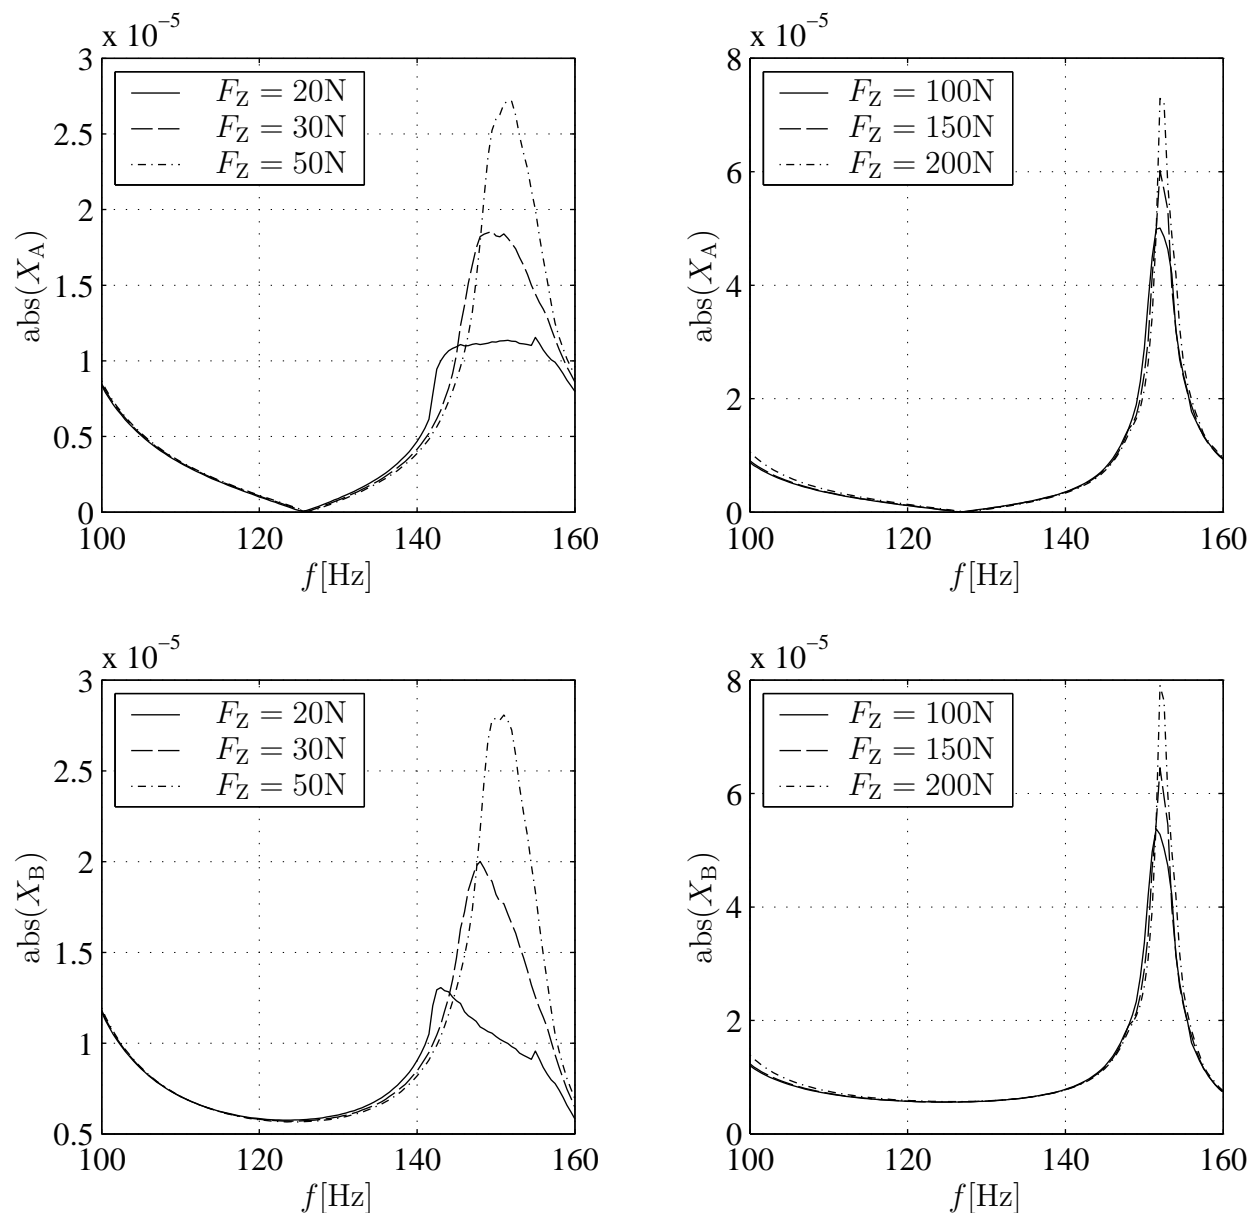 x 10⁻⁵
3
2.5
2
1.5
1
0.5
0
abs(X_A)
F_Z = 20N
F_Z = 30N
F_Z = 50N
100 120 140 160
f[Hz]
x 10⁻⁵
8
6
4
2
0
abs(X_A)
F_Z = 100N
F_Z = 150N
F_Z = 200N
100 120 140 160
f[Hz]
x 10⁻⁵
3
2.5
2
1.5
1
0.5
abs(X_B)
F_Z = 20N
F_Z = 30N
F_Z = 50N
100 120 140 160
f[Hz]
x 10⁻⁵
8
6
4
2
0
abs(X_B)
F_Z = 100N
F_Z = 150N
F_Z = 200N
100 120 140 160
f[Hz]